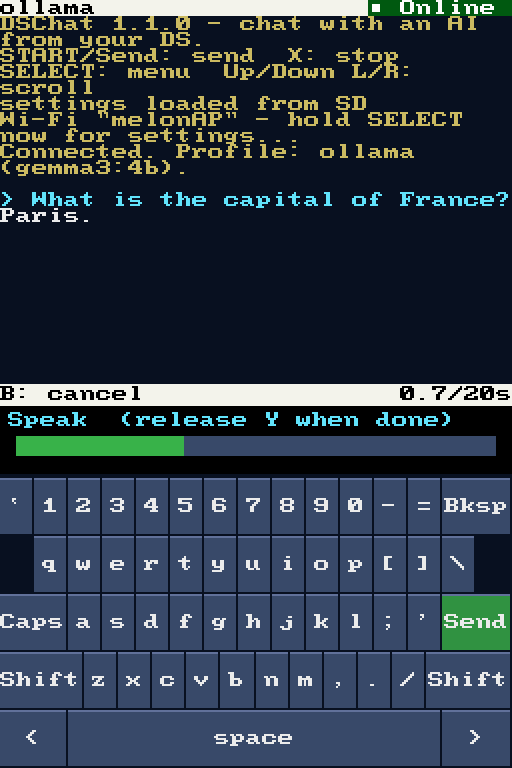 ollama ▪ Online
DSChat 1.1.0 - chat with an AI
from your DS.
START/Send: send  X: stop
SELECT: menu  Up/Down L/R:
scroll
settings loaded from SD
Wi-Fi "melonAP" - hold SELECT
now for settings...
Connected. Profile: ollama
(gemma3:4b).
> What is the capital of France?
Paris.
B: cancel 0.7/20s
Speak  (release Y when done)
` 1 2 3 4 5 6 7 8 9 0 - = Bksp
q w e r t y u i o p [ ] \
Caps a s d f g h j k l ; ' Send
Shift z x c v b n m , . / Shift
< space >